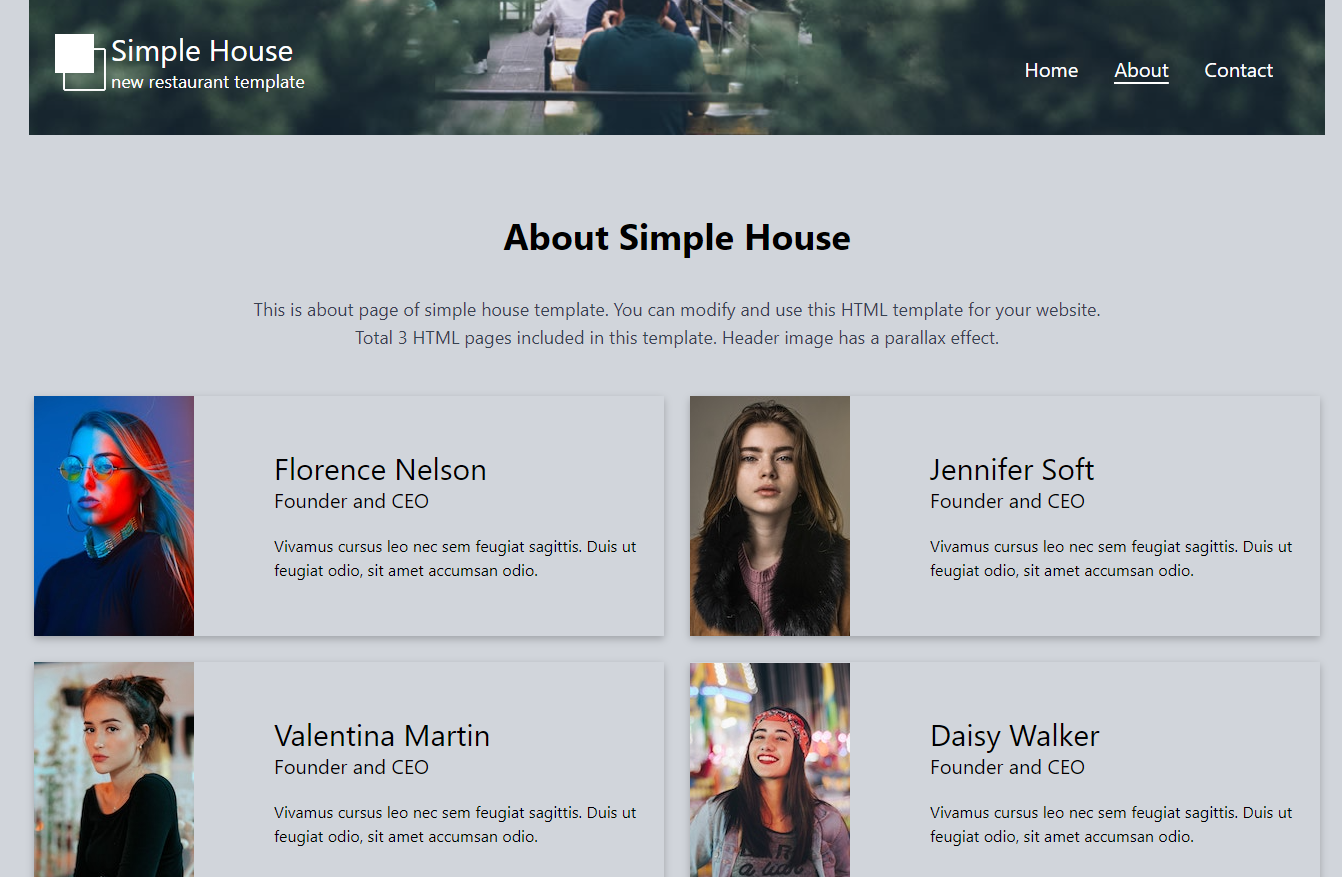 Simple House
new restaurant template
Home About Contact
About Simple House
This is about page of simple house template. You can modify and use this HTML template for your website.
Total 3 HTML pages included in this template. Header image has a parallax effect.
Florence Nelson
Founder and CEO
Vivamus cursus leo nec sem feugiat sagittis. Duis ut
feugiat odio, sit amet accumsan odio.
Jennifer Soft
Founder and CEO
Vivamus cursus leo nec sem feugiat sagittis. Duis ut
feugiat odio, sit amet accumsan odio.
Valentina Martin
Founder and CEO
Vivamus cursus leo nec sem feugiat sagittis. Duis ut
feugiat odio, sit amet accumsan odio.
Daisy Walker
Founder and CEO
Vivamus cursus leo nec sem feugiat sagittis. Duis ut
feugiat odio, sit amet accumsan odio.